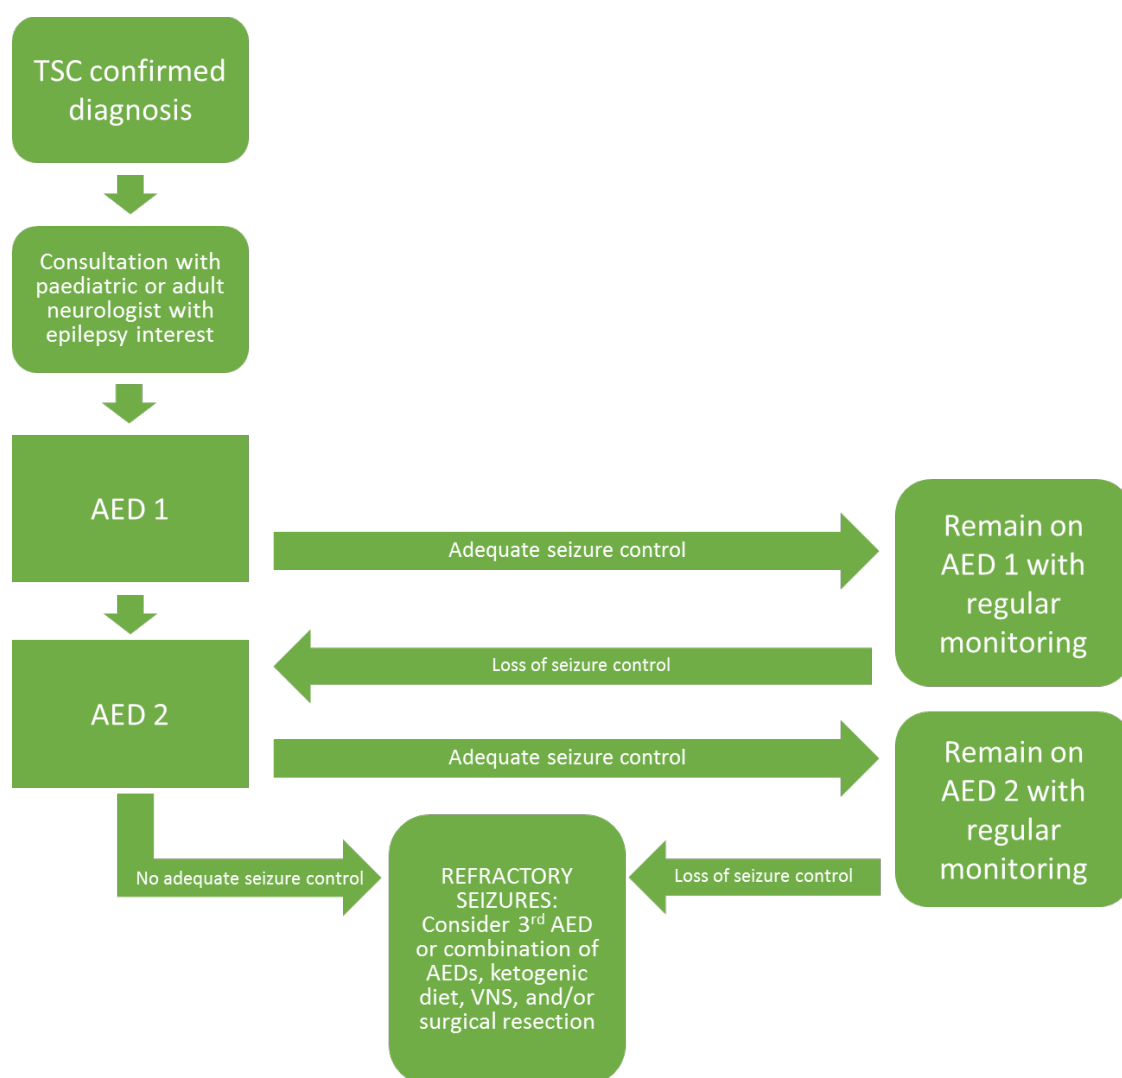 TSC confirmed
diagnosis
Consultation with
paediatric or adult
neurologist with
epilepsy interest
AED 1
Adequate seizure control
Remain on
AED 1 with
regular
monitoring
Loss of seizure control
AED 2
Adequate seizure control
Remain on
AED 2 with
regular
monitoring
No adequate seizure control
REFRACTORY
SEIZURES:
Consider 3rd AED
or combination of
AEDs, ketogenic
diet, VNS, and/or
surgical resection
Loss of seizure control